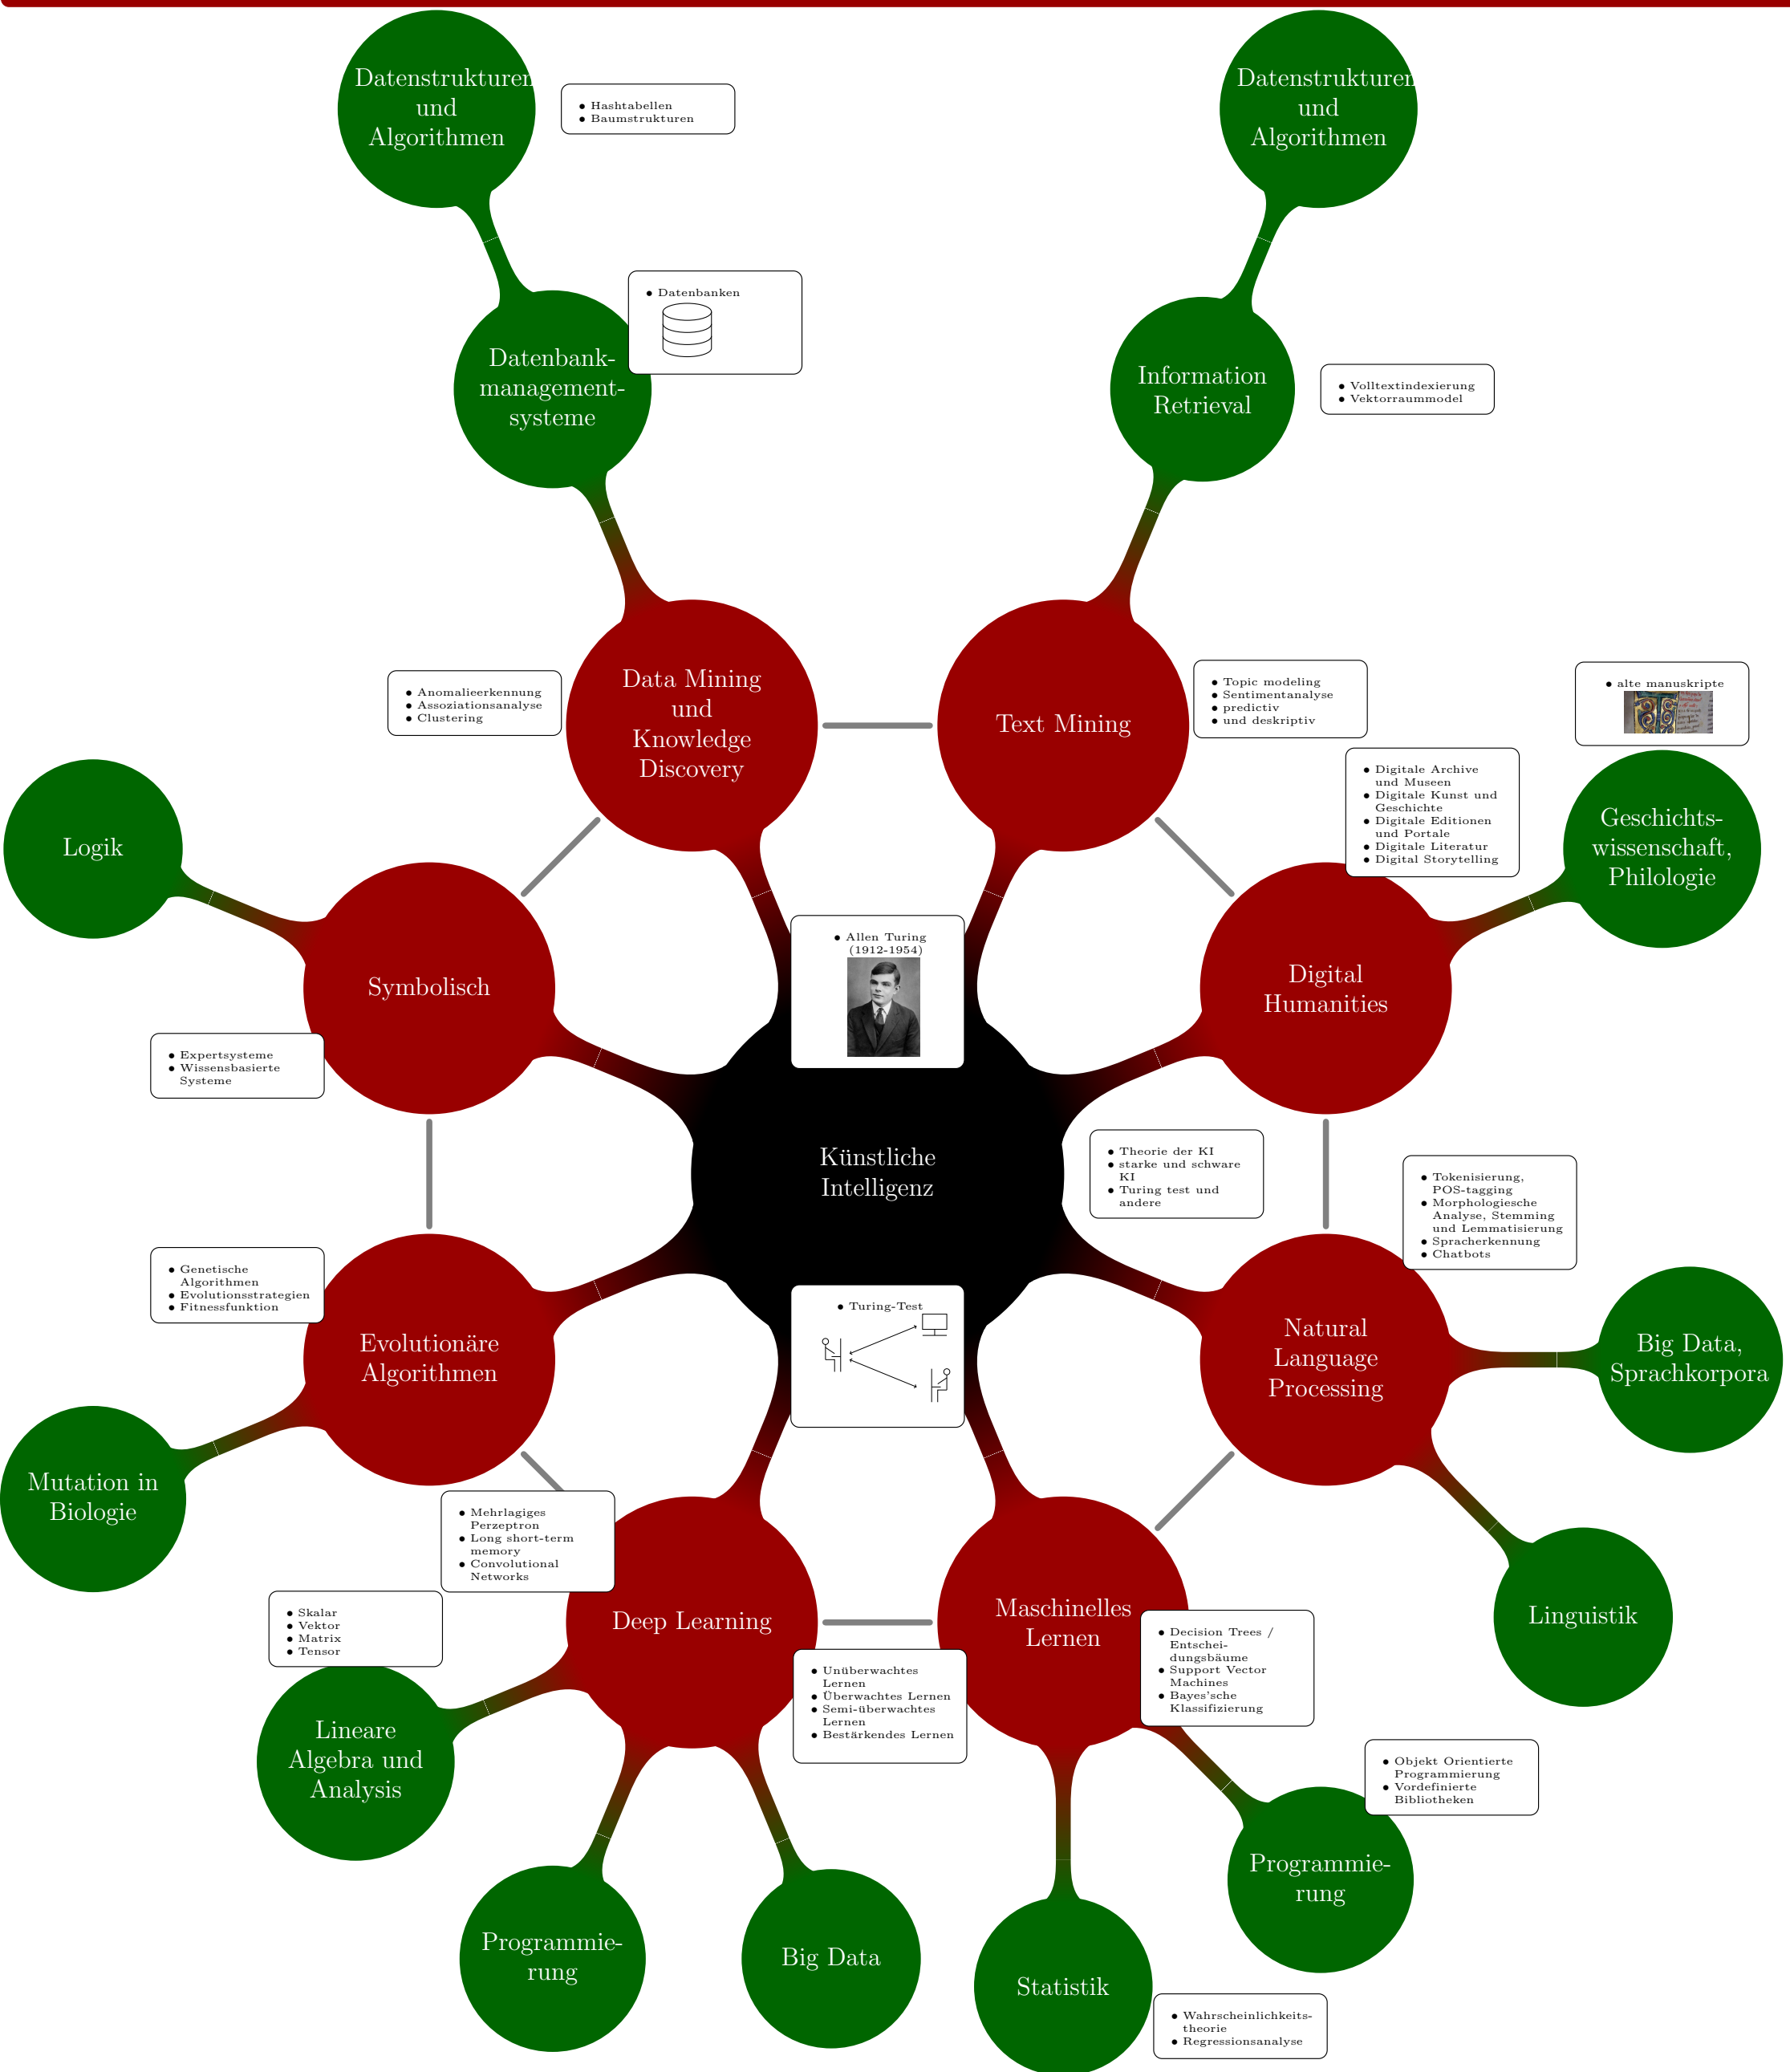 Datenstrukturen
und
Algorithmen
• Hashtabellen
• Baumstrukturen
Datenstrukturen
und
Algorithmen
• Datenbanken
Datenbank-
management-
systeme
Information
Retrieval
• Volltextindexierung
• Vektorraummodel
• Anomalieerkennung
• Assoziationsanalyse
• Clustering
Data Mining
und
Knowledge
Discovery
Text Mining
• Topic modeling
• Sentimentanalyse
• predictiv
• und deskriptiv
• alte manuskripte
• Digitale Archive
und Museen
• Digitale Kunst und
Geschichte
• Digitale Editionen
und Portale
• Digitale Literatur
• Digital Storytelling
Geschichts-
wissenschaft,
Philologie
Logik
Symbolisch
• Allen Turing
(1912-1954)
Digital
Humanities
• Expertsysteme
• Wissensbasierte
Systeme
Künstliche
Intelligenz
• Theorie der KI
• starke und schware
KI
• Turing test und
andere
• Tokenisierung,
POS-tagging
• Morphologiesche
Analyse, Stemming
und Lemmatisierung
• Spracherkennung
• Chatbots
• Genetische
Algorithmen
• Evolutionsstrategien
• Fitnessfunktion
Evolutionäre
Algorithmen
• Turing-Test
Natural
Language
Processing
Big Data,
Sprachkorpora
Mutation in
Biologie
• Mehrlagiges
Perzeptron
• Long short-term
memory
• Convolutional
Networks
• Skalar
• Vektor
• Matrix
• Tensor
Deep Learning
Maschinelles
Lernen
Linguistik
• Unüberwachtes
Lernen
• Überwachtes Lernen
• Semi-überwachtes
Lernen
• Bestärkendes Lernen
• Decision Trees /
Entschei-
dungsbäume
• Support Vector
Machines
• Bayes'sche
Klassifizierung
Lineare
Algebra und
Analysis
• Objekt Orientierte
Programmierung
• Vordefinierte
Bibliotheken
Programmie-
rung
Programmie-
rung
Big Data
Statistik
• Wahrscheinlichkeits-
theorie
• Regressionsanalyse